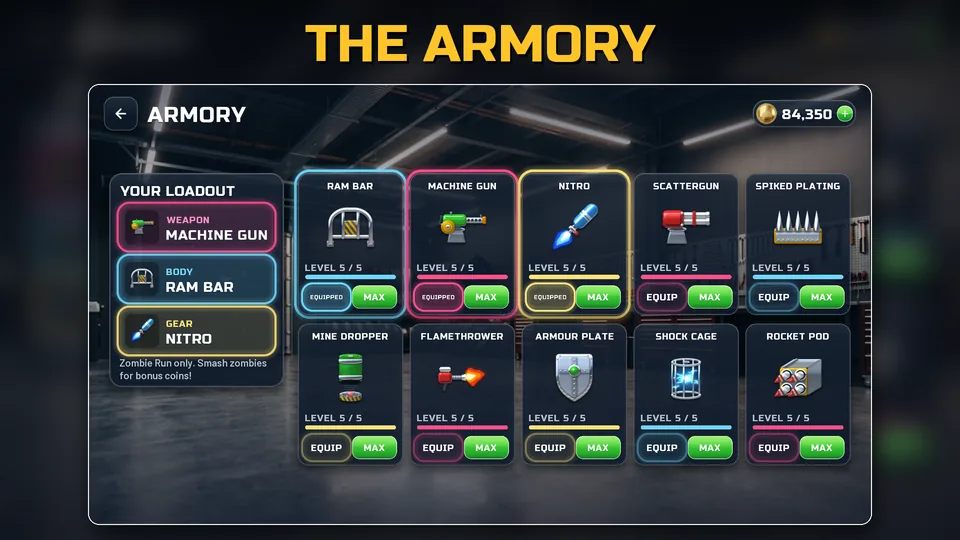 THE ARMORY
ARMORY
84,350
YOUR LOADOUT
WEAPON
MACHINE GUN
BODY
RAM BAR
GEAR
NITRO
Zombie Run only. Smash zombies
for bonus coins!
RAM BAR
LEVEL 5 / 5
EQUIPPED
MAX
MACHINE GUN
LEVEL 5 / 5
EQUIPPED
MAX
NITRO
LEVEL 5 / 5
EQUIPPED
MAX
SCATTERGUN
LEVEL 5 / 5
EQUIP
MAX
SPIKED PLATING
LEVEL 5 / 5
EQUIP
MAX
MINE DROPPER
LEVEL 5 / 5
EQUIP
MAX
FLAMETHROWER
LEVEL 5 / 5
EQUIP
MAX
ARMOUR PLATE
LEVEL 5 / 5
EQUIP
MAX
SHOCK CAGE
LEVEL 5 / 5
EQUIP
MAX
ROCKET POD
LEVEL 5 / 5
EQUIP
MAX